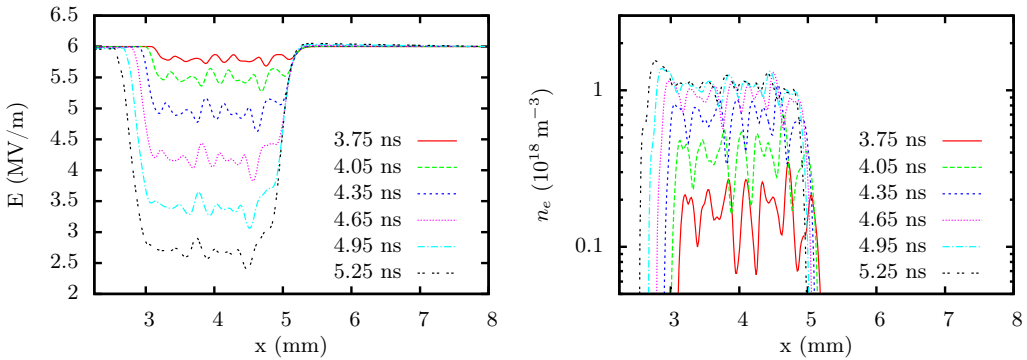 6.5
6
5.5
5
4.5
4
3.5
3
2.5
2
E (MV/m)
3.75 ns
4.05 ns
4.35 ns
4.65 ns
4.95 ns
5.25 ns
3 4 5 6 7 8
x (mm)
1
0.1
n_e (10^18 m^−3)
3.75 ns
4.05 ns
4.35 ns
4.65 ns
4.95 ns
5.25 ns
3 4 5 6 7 8
x (mm)